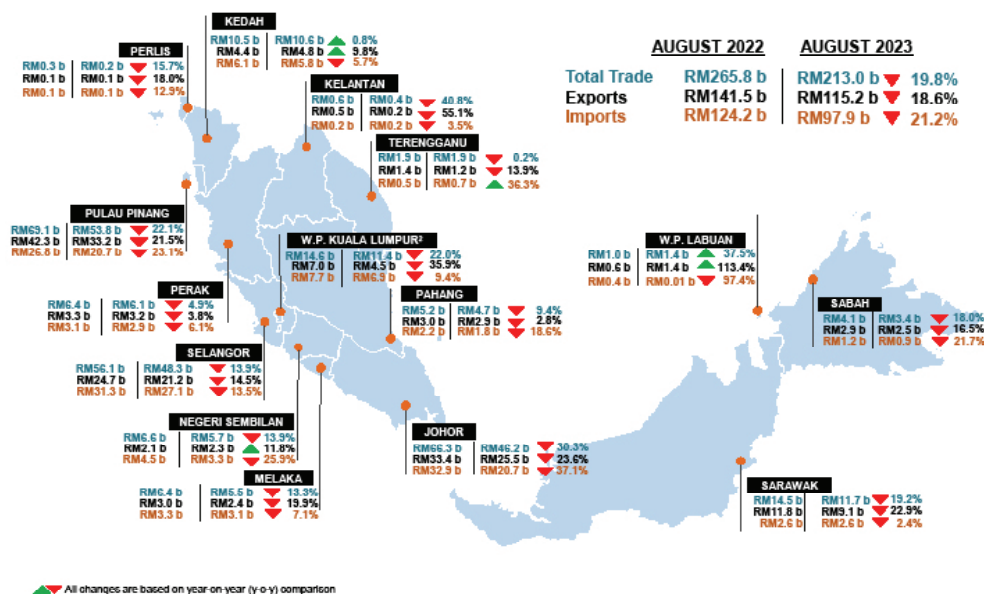 AUGUST 2022 AUGUST 2023
Total Trade RM265.8 b RM213.0 b 19.8%
Exports RM141.5 b RM115.2 b 18.6%
Imports RM124.2 b RM97.9 b 21.2%
KEDAH
RM10.5 b RM10.6 b 0.8%
RM4.4 b RM4.8 b 9.8%
RM6.1 b RM5.8 b 5.7%
PERLIS
RM0.3 b RM0.2 b 15.7%
RM0.1 b RM0.1 b 18.0%
RM0.1 b RM0.1 b 12.9%
KELANTAN
RM0.6 b RM0.4 b 40.8%
RM0.5 b RM0.2 b 55.1%
RM0.2 b RM0.2 b 3.5%
TERENGGANU
RM1.9 b RM1.9 b 0.2%
RM1.4 b RM1.2 b 13.9%
RM0.5 b RM0.7 b 36.3%
PULAU PINANG
RM69.1 b RM53.8 b 22.1%
RM42.3 b RM33.2 b 21.5%
RM26.8 b RM20.7 b 23.1%
W.P. KUALA LUMPUR²
RM14.6 b RM11.4 b 22.0%
RM7.0 b RM4.5 b 35.9%
RM7.7 b RM6.9 b 9.4%
W.P. LABUAN
RM1.0 b RM1.4 b 37.5%
RM0.6 b RM1.4 b 113.4%
RM0.4 b RM0.01 b 97.4%
PERAK
RM6.4 b RM6.1 b 4.9%
RM3.3 b RM3.2 b 3.8%
RM3.1 b RM2.9 b 6.1%
PAHANG
RM5.2 b RM4.7 b 9.4%
RM3.0 b RM2.9 b 2.8%
RM2.2 b RM1.8 b 18.6%
SABAH
RM4.1 b RM3.4 b 18.0%
RM2.9 b RM2.5 b 16.5%
RM1.2 b RM0.9 b 21.7%
SELANGOR
RM56.1 b RM48.3 b 13.9%
RM24.7 b RM21.2 b 14.5%
RM31.3 b RM27.1 b 13.5%
NEGERI SEMBILAN
RM6.6 b RM5.7 b 13.9%
RM2.1 b RM2.3 b 11.8%
RM4.5 b RM3.3 b 25.9%
JOHOR
RM66.3 b RM46.2 b 30.3%
RM33.4 b RM25.5 b 23.6%
RM32.9 b RM20.7 b 37.1%
MELAKA
RM6.4 b RM5.5 b 13.3%
RM3.0 b RM2.4 b 19.9%
RM3.3 b RM3.1 b 7.1%
SARAWAK
RM14.5 b RM11.7 b 19.2%
RM11.8 b RM9.1 b 22.9%
RM2.6 b RM2.6 b 2.4%
All changes are based on year-on-year (y-o-y) comparison